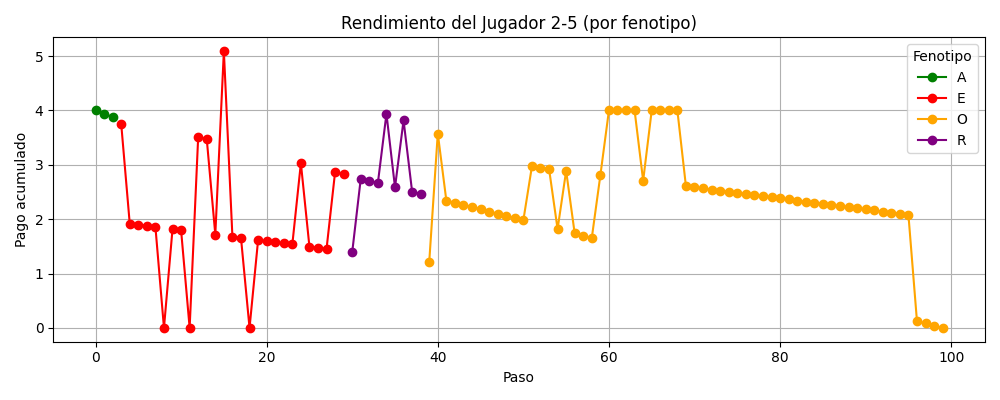 Rendimiento del Jugador 2-5 (por fenotipo)
Pago acumulado
5
4
3
2
1
0
0
20
40
60
80
100
Paso
Fenotipo
A
E
O
R